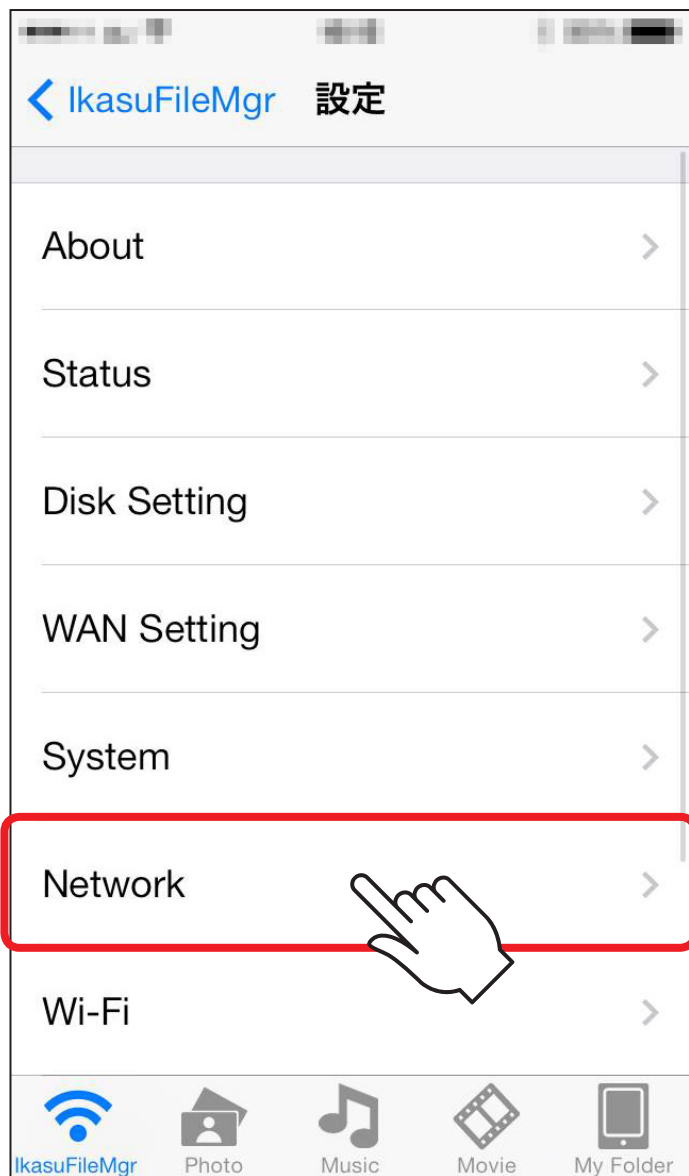 IkasuFileMgr 設定
About
Status
Disk Setting
WAN Setting
System
Network
Wi-Fi
IkasuFileMgr Photo Music Movie My Folder